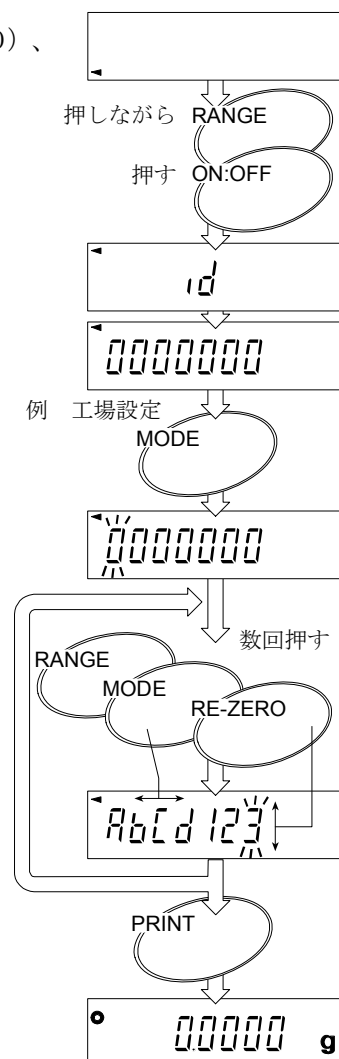 0）、
押しながら RANGE
押す ON:OFF
id
0000000
例　工場設定
MODE
0000000
数回押す
RANGE
MODE
RE-ZERO
AbCd123
PRINT
0.0000 g